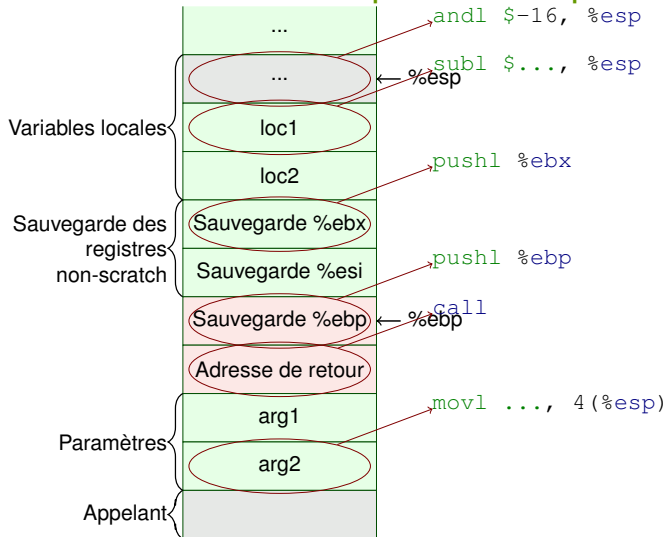 ...
andl $-16, %esp
...
← %esp
subl $..., %esp
Variables locales
loc1
loc2
pushl %ebx
Sauvegarde des
registres
non-scratch
Sauvegarde %ebx
Sauvegarde %esi
pushl %ebp
Sauvegarde %ebp
← %ebp
call
Adresse de retour
Paramètres
arg1
movl ..., 4(%esp)
arg2
Appelant